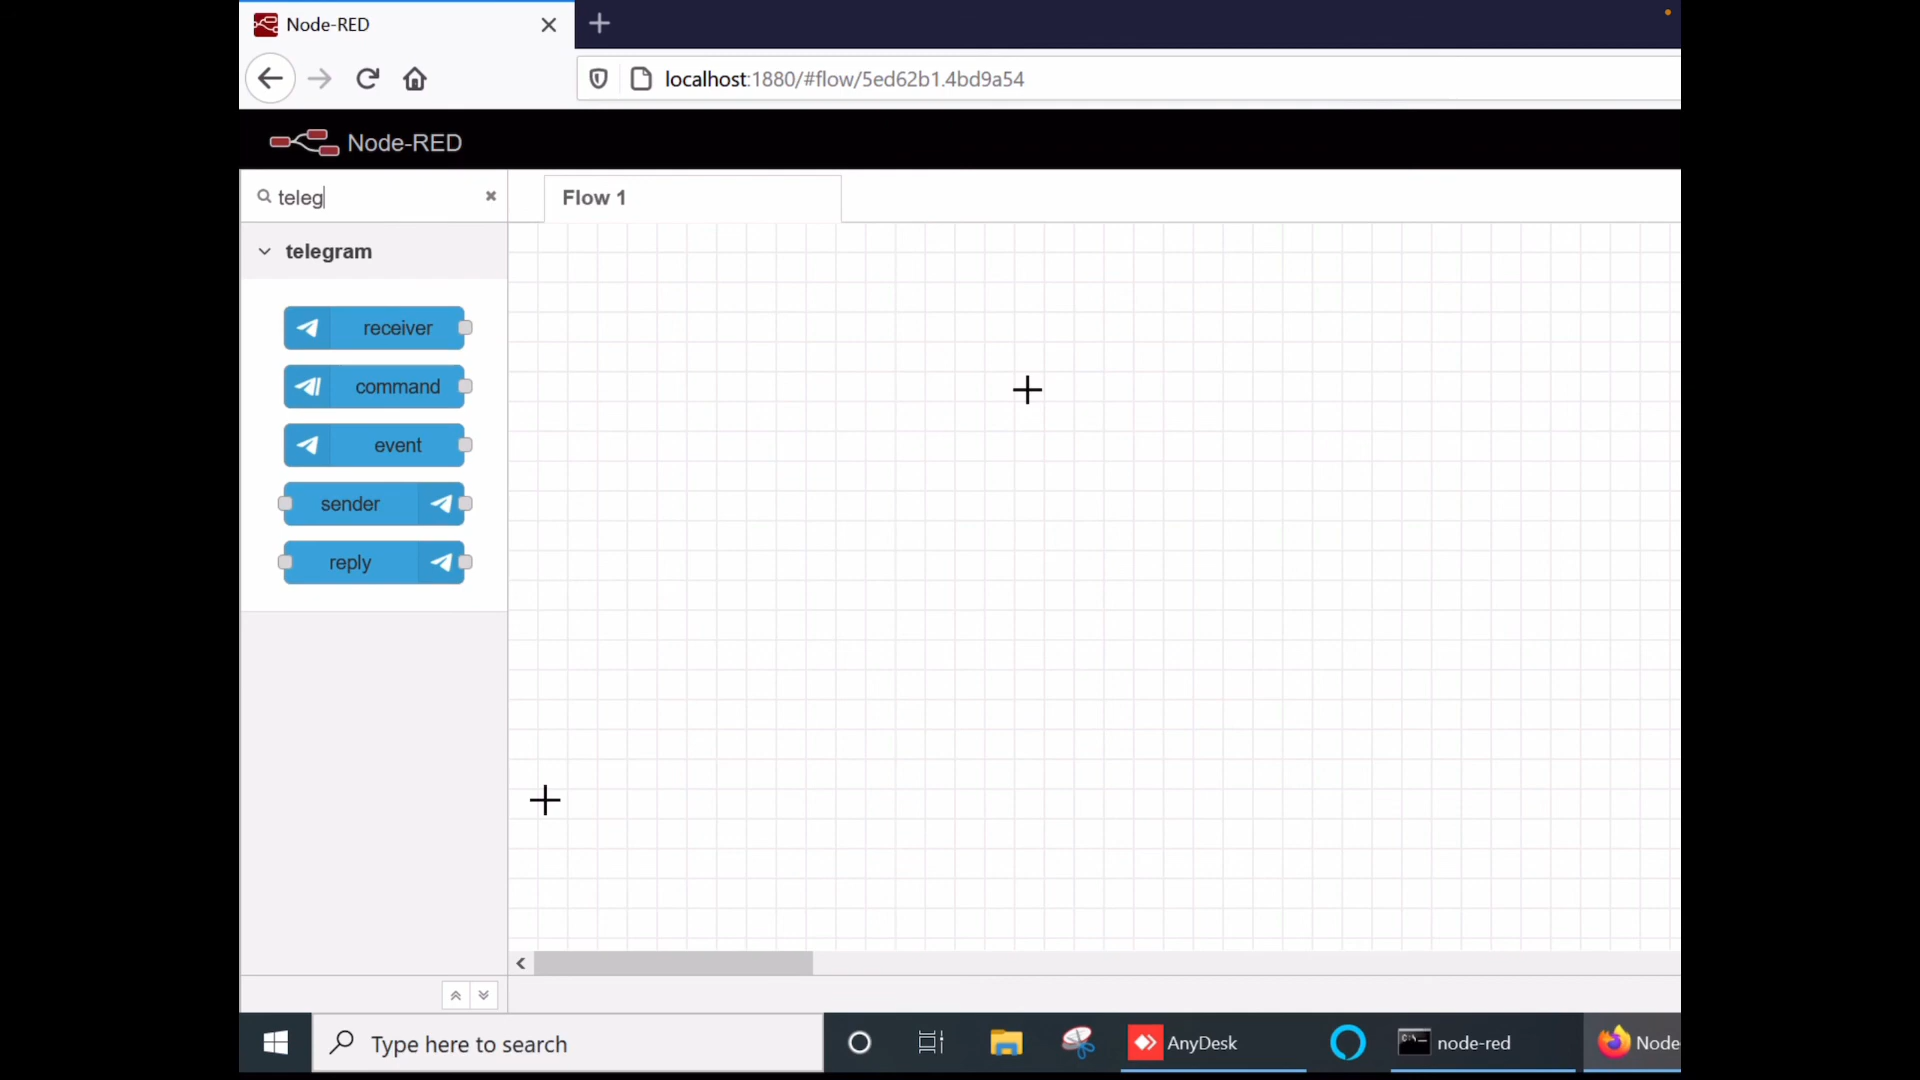 Node-RED
localhost:1880/#flow/5ed62b1.4bd9a54
Node-RED
teleg
Flow 1
telegram
receiver
command
event
sender
reply
Type here to search
AnyDesk
node-red
Node